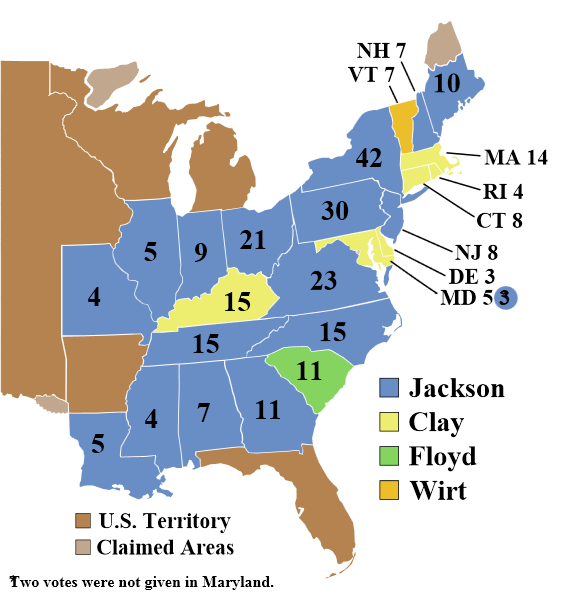 NH 7
VT 7
10
42
MA 14
RI 4
CT 8
30
NJ 8
DE 3
MD 5 3
5
9
21
4
23
15
15
15
11
4
7
11
5
Jackson
Clay
Floyd
Wirt
U.S. Territory
Claimed Areas
*Two votes were not given in Maryland.